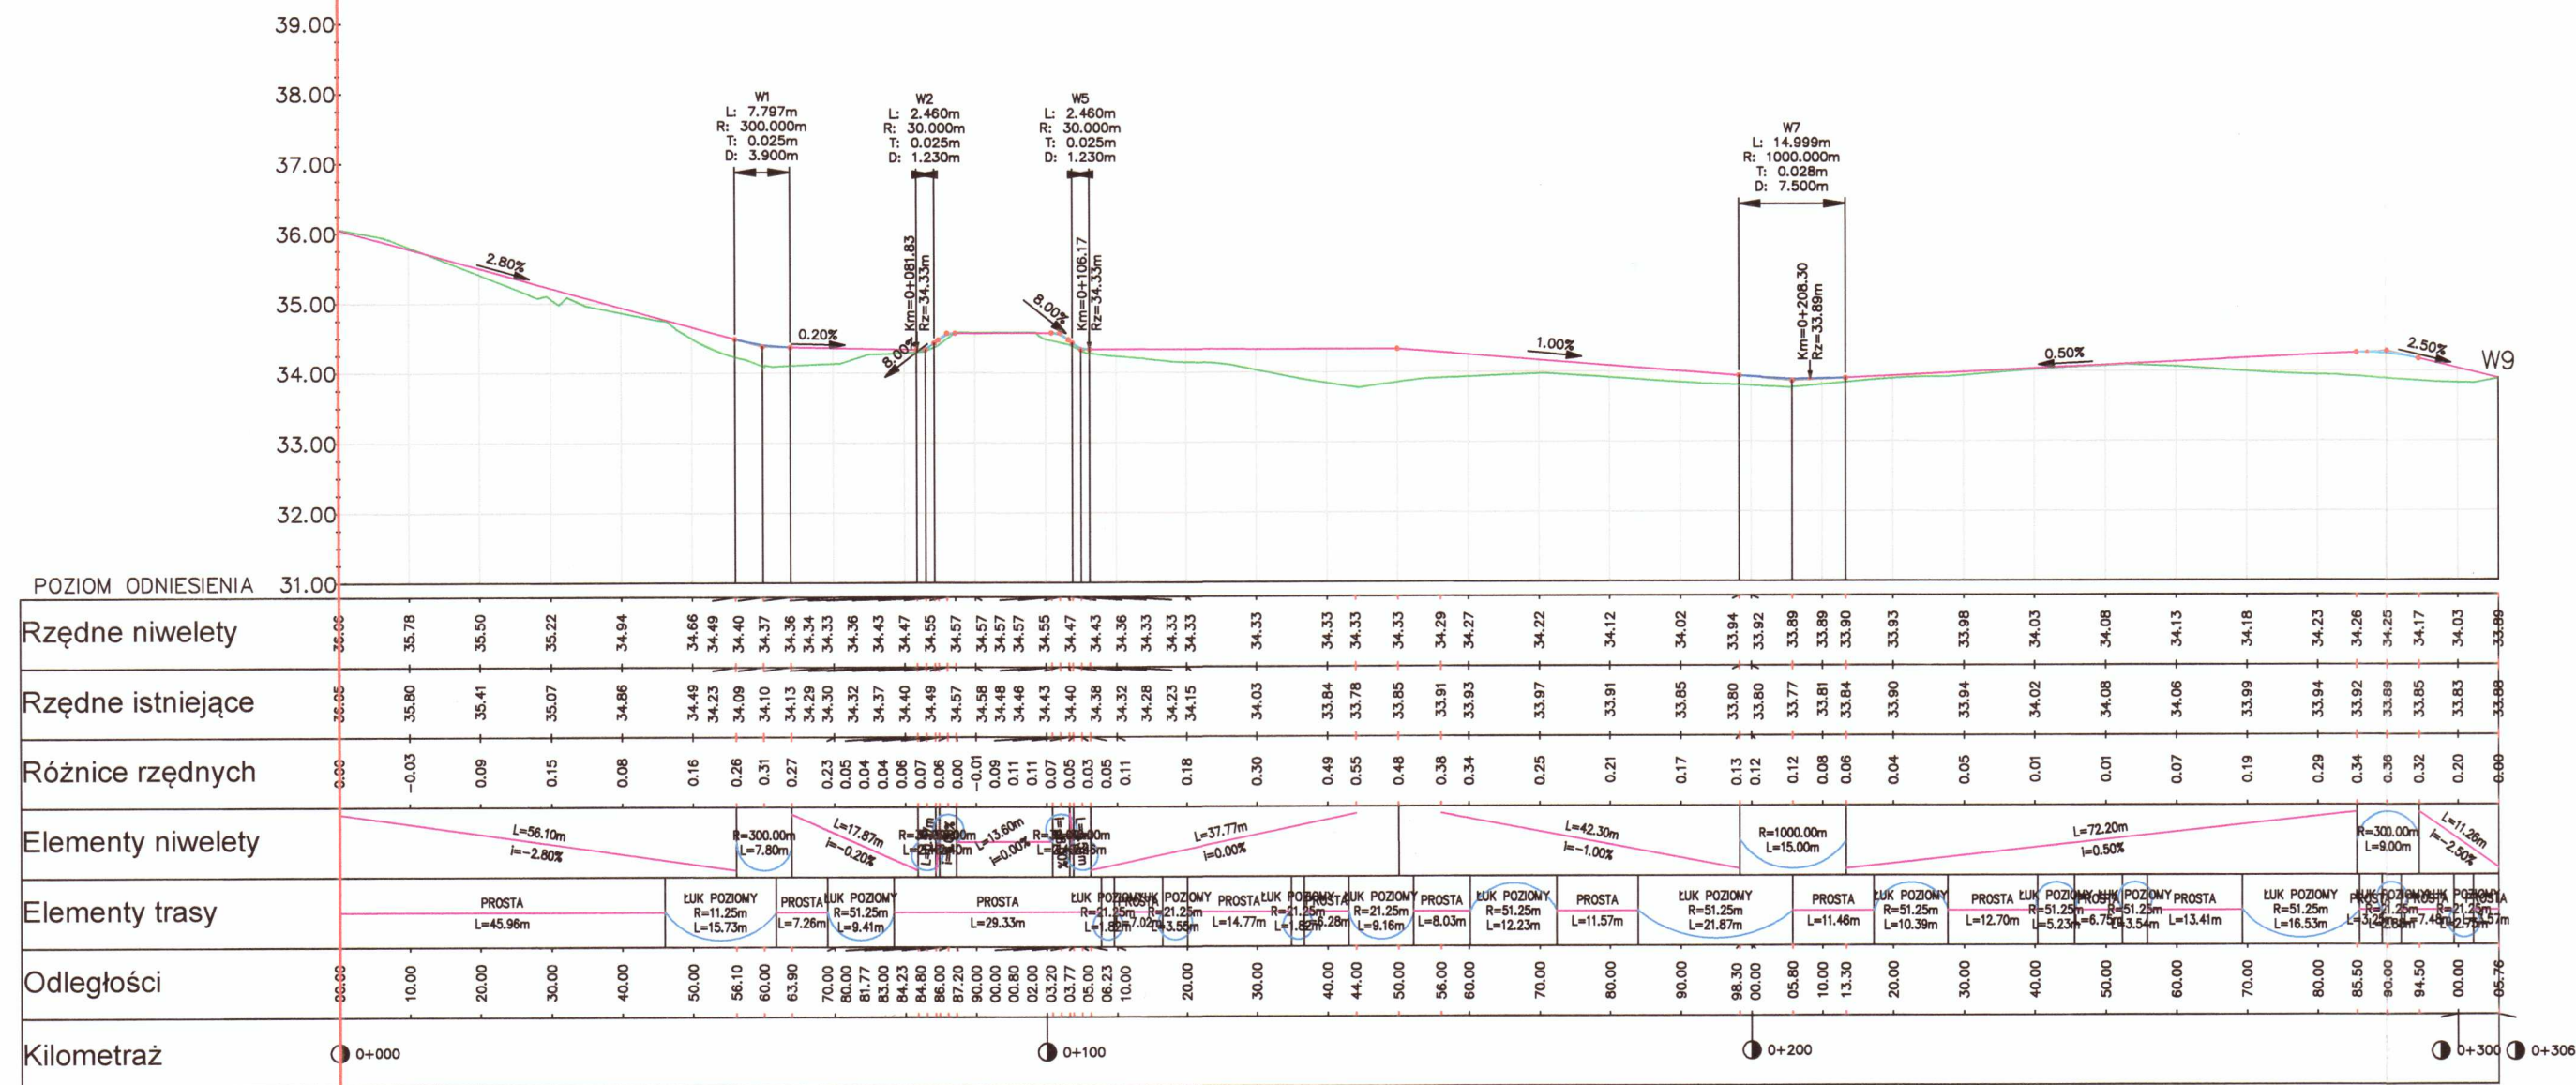 39.00
38.00
37.00
36.00
35.00
34.00
33.00
32.00
31.00
W1
L: 7.797m
R: 300.000m
T: 0.025m
D: 3.900m
W2
L: 2.460m
R: 30.000m
T: 0.025m
D: 1.230m
W5
L: 2.460m
R: 30.000m
T: 0.025m
D: 1.230m
W7
L: 14.999m
R: 1000.000m
T: 0.028m
D: 7.500m
2.80%
0.20%
8.00%
Km=0+081.83
Rz=34.33m
8.00%
Km=0+106.17
Rz=34.33m
1.00%
Km=0+208.30
Rz=33.89m
0.50%
2.50%
W9
POZIOM ODNIESIENIA
Rzędne niwelety
35.78 35.50 35.22 34.94 34.66 34.49 34.40 34.37 34.36 34.34 34.33 34.36 34.43 34.47 34.55 34.57 34.57 34.57 34.57 34.55 34.47 34.43 34.36 34.33 34.33 34.33 34.33 34.33 34.33 34.33 34.29 34.27 34.22 34.12 34.02 33.94 33.92 33.89 33.89 33.90 33.93 33.98 34.03 34.08 34.13 34.18 34.23 34.26 34.25 34.17 34.03 33.89
Rzędne istniejące
35.80 35.41 35.07 34.86 34.49 34.23 34.09 34.10 34.13 34.29 34.30 34.32 34.37 34.40 34.49 34.57 34.58 34.48 34.46 34.43 34.40 34.38 34.32 34.28 34.23 34.15 34.03 33.84 33.78 33.85 33.91 33.93 33.97 33.91 33.85 33.80 33.80 33.77 33.81 33.84 33.90 33.94 34.02 34.08 34.06 33.99 33.94 33.92 33.89 33.85 33.83 33.88
Różnice rzędnych
0.00 -0.03 0.09 0.15 0.08 0.16 0.26 0.31 0.27 0.23 0.05 0.04 0.04 0.06 0.07 0.06 0.00 -0.01 0.09 0.11 0.11 0.07 0.05 0.03 0.05 0.11 0.18 0.30 0.49 0.55 0.48 0.38 0.34 0.25 0.21 0.17 0.13 0.12 0.12 0.08 0.06 0.04 0.05 0.01 0.01 0.07 0.19 0.29 0.34 0.36 0.32 0.20 0.00
Elementy niwelety
L=56.10m
i=-2.80%
R=300.00m
L=7.80m
L=17.87m
i=-0.20%
L=13.60m
i=0.00%
L=37.77m
i=0.00%
L=42.30m
i=-1.00%
R=1000.00m
L=15.00m
L=72.20m
i=0.50%
R=300.00m
L=9.00m
L=11.26m
i=-2.50%
Elementy trasy
PROSTA
L=45.96m
ŁUK POZIOMY
R=11.25m
L=15.73m
PROSTA
L=7.26m
ŁUK POZIOMY
R=51.25m
L=9.41m
PROSTA
L=29.33m
PROSTA
L=14.77m
ŁUK POZIOMY
R=21.25m
L=9.16m
PROSTA
L=8.03m
ŁUK POZIOMY
R=51.25m
L=12.23m
PROSTA
L=11.57m
ŁUK POZIOMY
R=51.25m
L=21.87m
PROSTA
L=11.46m
ŁUK POZIOMY
R=51.25m
L=10.39m
PROSTA
L=12.70m
PROSTA
L=13.41m
ŁUK POZIOMY
R=51.25m
L=16.53m
Odległości
00.00 10.00 20.00 30.00 40.00 50.00 56.10 60.00 63.90 70.00 80.00 81.77 83.00 84.23 84.80 86.00 87.20 90.00 00.00 00.80 02.00 03.20 03.77 05.00 06.23 10.00 20.00 30.00 40.00 44.00 50.00 56.00 60.00 70.00 80.00 90.00 98.30 00.00 05.80 10.00 13.30 20.00 30.00 40.00 50.00 60.00 70.00 80.00 85.50 90.00 94.50 00.00 05.76
Kilometraż
0+000
0+100
0+200
0+300
0+306